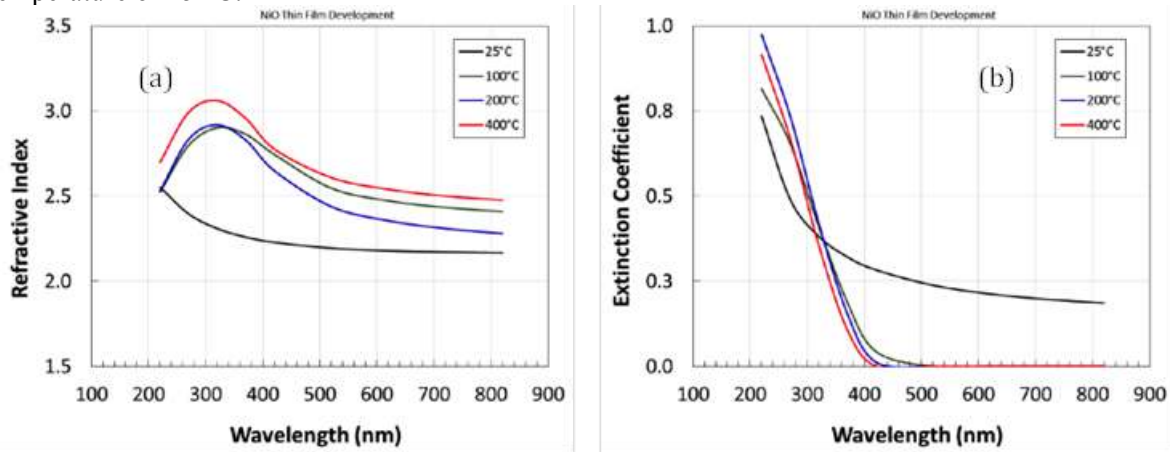 NiO Thin Film Development
3.5
3.0
2.5
2.0
1.5
Refractive Index
(a)
25°C
100°C
200°C
400°C
100 200 300 400 500 600 700 800 900
Wavelength (nm)
NiO Thin Film Development
1.0
0.8
0.5
0.3
0.0
Extinction Coefficient
(b)
25°C
100°C
200°C
400°C
100 200 300 400 500 600 700 800 900
Wavelength (nm)